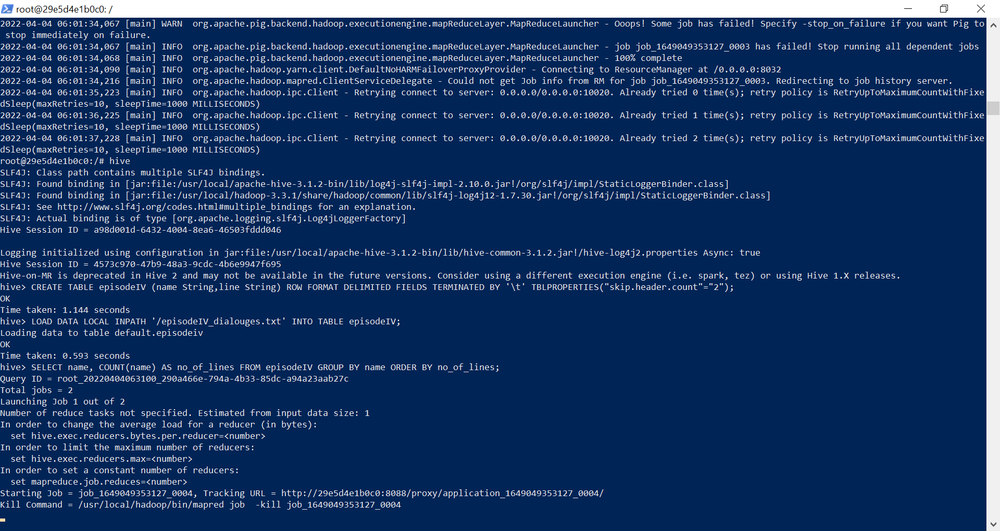 root@29e5d4e1b0c0: /
2022-04-04 06:01:34,067 [main] WARN  org.apache.pig.backend.hadoop.executionengine.mapReduceLayer.MapReduceLauncher - Ooops! Some job has failed! Specify -stop_on_failure if you want Pig to
 stop immediately on failure.
2022-04-04 06:01:34,067 [main] INFO  org.apache.pig.backend.hadoop.executionengine.mapReduceLayer.MapReduceLauncher - job job_1649049353127_0003 has failed! Stop running all dependent jobs
2022-04-04 06:01:34,068 [main] INFO  org.apache.pig.backend.hadoop.executionengine.mapReduceLayer.MapReduceLauncher - 100% complete
2022-04-04 06:01:34,090 [main] INFO  org.apache.hadoop.yarn.client.DefaultNoHARMFailoverProxyProvider - Connecting to ResourceManager at /0.0.0.0:8032
2022-04-04 06:01:34,216 [main] INFO  org.apache.hadoop.mapred.ClientServiceDelegate - Could not get Job info from RM for job job_1649049353127_0003. Redirecting to job history server.
2022-04-04 06:01:35,223 [main] INFO  org.apache.hadoop.ipc.Client - Retrying connect to server: 0.0.0.0/0.0.0.0:10020. Already tried 0 time(s); retry policy is RetryUpToMaximumCountWithFixe
dSleep(maxRetries=10, sleepTime=1000 MILLISECONDS)
2022-04-04 06:01:36,225 [main] INFO  org.apache.hadoop.ipc.Client - Retrying connect to server: 0.0.0.0/0.0.0.0:10020. Already tried 1 time(s); retry policy is RetryUpToMaximumCountWithFixe
dSleep(maxRetries=10, sleepTime=1000 MILLISECONDS)
2022-04-04 06:01:37,228 [main] INFO  org.apache.hadoop.ipc.Client - Retrying connect to server: 0.0.0.0/0.0.0.0:10020. Already tried 2 time(s); retry policy is RetryUpToMaximumCountWithFixe
dSleep(maxRetries=10, sleepTime=1000 MILLISECONDS)
root@29e5d4e1b0c0:/# hive
SLF4J: Class path contains multiple SLF4J bindings.
SLF4J: Found binding in [jar:file:/usr/local/apache-hive-3.1.2-bin/lib/log4j-slf4j-impl-2.10.0.jar!/org/slf4j/impl/StaticLoggerBinder.class]
SLF4J: Found binding in [jar:file:/usr/local/hadoop-3.3.1/share/hadoop/common/lib/slf4j-log4j12-1.7.30.jar!/org/slf4j/impl/StaticLoggerBinder.class]
SLF4J: See http://www.slf4j.org/codes.html#multiple_bindings for an explanation.
SLF4J: Actual binding is of type [org.apache.logging.slf4j.Log4jLoggerFactory]
Hive Session ID = a98d001d-6432-4004-8ea6-46503fddd046
Logging initialized using configuration in jar:file:/usr/local/apache-hive-3.1.2-bin/lib/hive-common-3.1.2.jar!/hive-log4j2.properties Async: true
Hive Session ID = 4573c970-47b9-48a3-9cdc-4b6e9947f695
Hive-on-MR is deprecated in Hive 2 and may not be available in the future versions. Consider using a different execution engine (i.e. spark, tez) or using Hive 1.X releases.
hive> CREATE TABLE episodeIV (name String,line String) ROW FORMAT DELIMITED FIELDS TERMINATED BY '\t' TBLPROPERTIES("skip.header.count"="2");
OK
Time taken: 1.144 seconds
hive> LOAD DATA LOCAL INPATH '/episodeIV_dialouges.txt' INTO TABLE episodeIV;
Loading data to table default.episodeiv
OK
Time taken: 0.593 seconds
hive> SELECT name, COUNT(name) AS no_of_lines FROM episodeIV GROUP BY name ORDER BY no_of_lines;
Query ID = root_20220404063100_290a466e-794a-4b33-85dc-a94a23aab27c
Total jobs = 2
Launching Job 1 out of 2
Number of reduce tasks not specified. Estimated from input data size: 1
In order to change the average load for a reducer (in bytes):
  set hive.exec.reducers.bytes.per.reducer=<number>
In order to limit the maximum number of reducers:
  set hive.exec.reducers.max=<number>
In order to set a constant number of reducers:
  set mapreduce.job.reduces=<number>
Starting Job = job_1649049353127_0004, Tracking URL = http://29e5d4e1b0c0:8088/proxy/application_1649049353127_0004/
Kill Command = /usr/local/hadoop/bin/mapred job  -kill job_1649049353127_0004